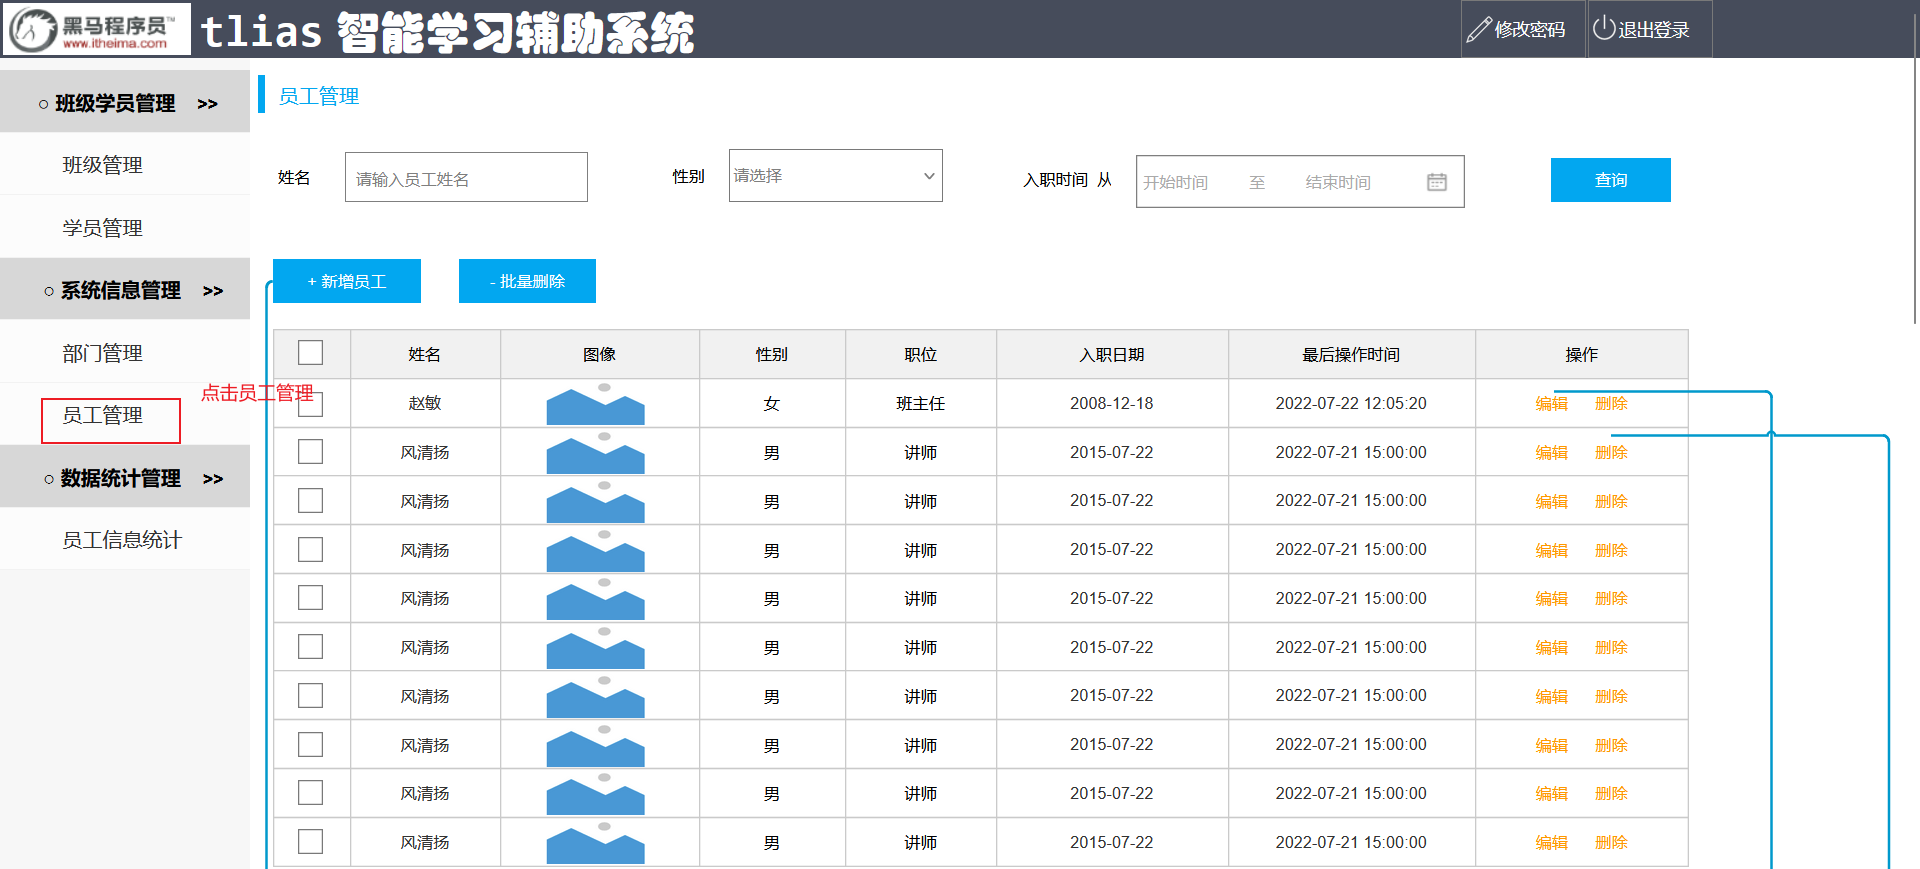 黑马程序员™
www.itheima.com
tlias 智能学习辅助系统
修改密码
退出登录
○ 班级学员管理 >>
班级管理
学员管理
○ 系统信息管理 >>
部门管理
员工管理
点击员工管理
○ 数据统计管理 >>
员工信息统计
员工管理
姓名 请输入员工姓名 性别 请选择 入职时间 从 开始时间 至 结束时间 查询
+ 新增员工 - 批量删除
姓名 图像 性别 职位 入职日期 最后操作时间 操作
赵敏 女 班主任 2008-12-18 2022-07-22 12:05:20 编辑 删除
风清扬 男 讲师 2015-07-22 2022-07-21 15:00:00 编辑 删除
风清扬 男 讲师 2015-07-22 2022-07-21 15:00:00 编辑 删除
风清扬 男 讲师 2015-07-22 2022-07-21 15:00:00 编辑 删除
风清扬 男 讲师 2015-07-22 2022-07-21 15:00:00 编辑 删除
风清扬 男 讲师 2015-07-22 2022-07-21 15:00:00 编辑 删除
风清扬 男 讲师 2015-07-22 2022-07-21 15:00:00 编辑 删除
风清扬 男 讲师 2015-07-22 2022-07-21 15:00:00 编辑 删除
风清扬 男 讲师 2015-07-22 2022-07-21 15:00:00 编辑 删除
风清扬 男 讲师 2015-07-22 2022-07-21 15:00:00 编辑 删除